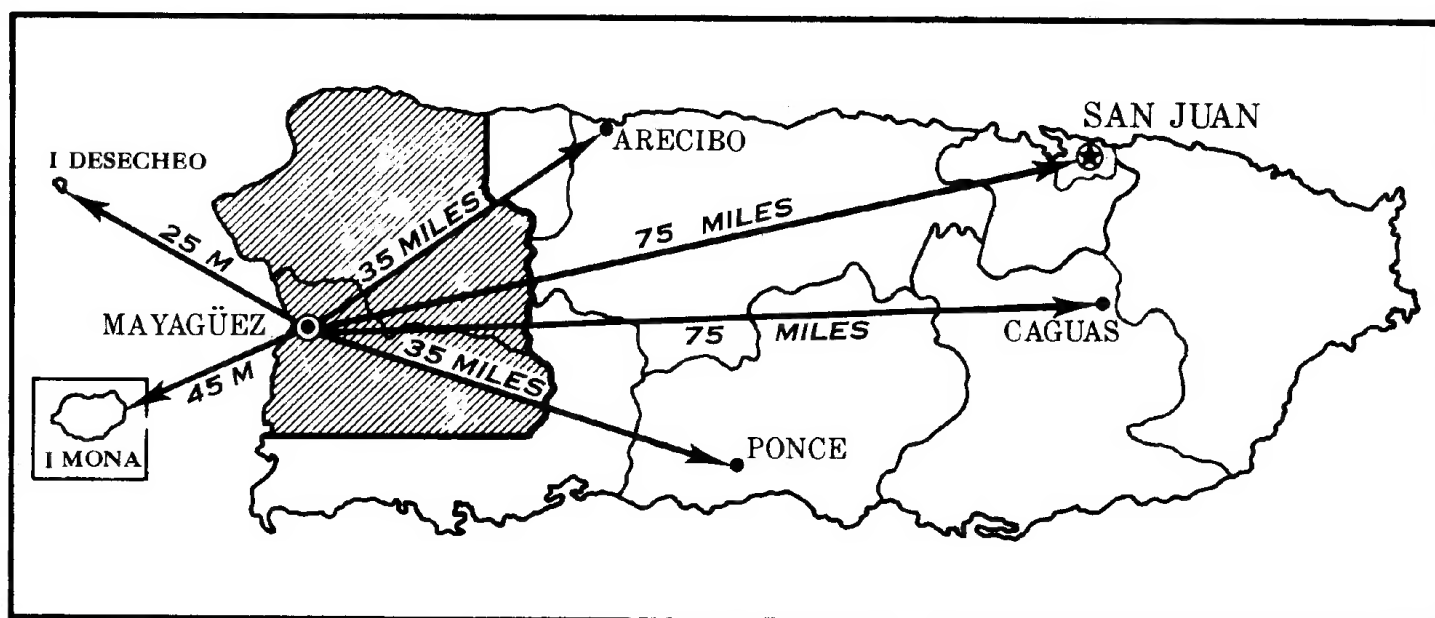 SAN JUAN
ARECIBO
I DESECHEO
75 MILES
35 MILES
25 M
MAYAGÜEZ
75 MILES
CAGUAS
35 MILES
45 M
PONCE
I MONA